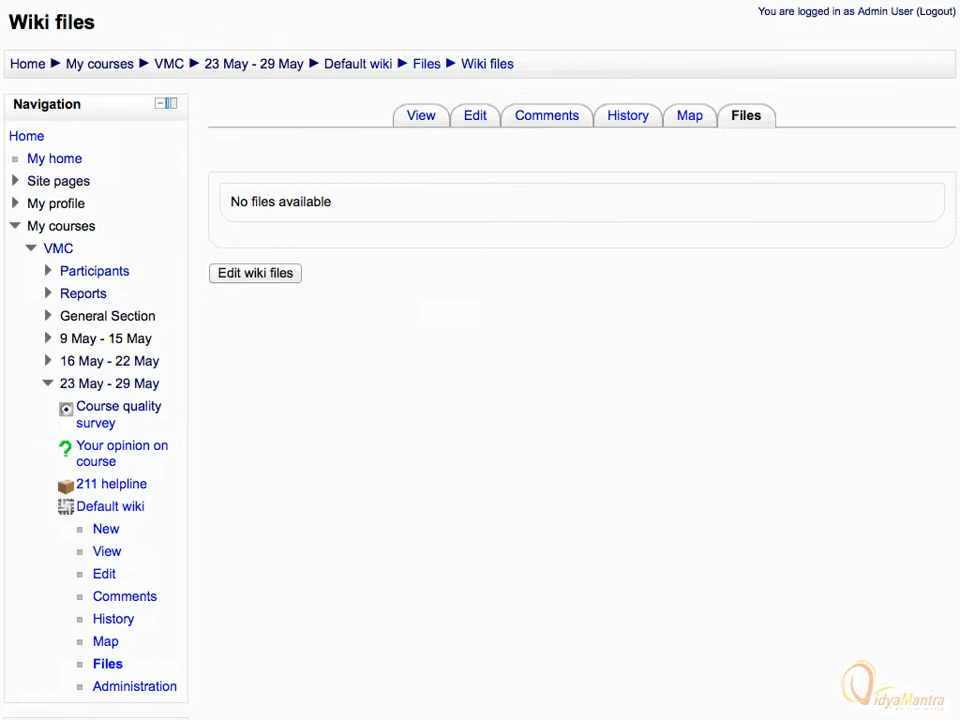 Wiki files
You are logged in as Admin User (Logout)
Home ► My courses ► VMC ► 23 May - 29 May ► Default wiki ► Files ► Wiki files
Navigation
Home
My home
Site pages
My profile
My courses
VMC
Participants
Reports
General Section
9 May - 15 May
16 May - 22 May
23 May - 29 May
Course quality
survey
Your opinion on
course
211 helpline
Default wiki
New
View
Edit
Comments
History
Map
Files
Administration
View Edit Comments History Map Files
No files available
Edit wiki files
VidyaMantra